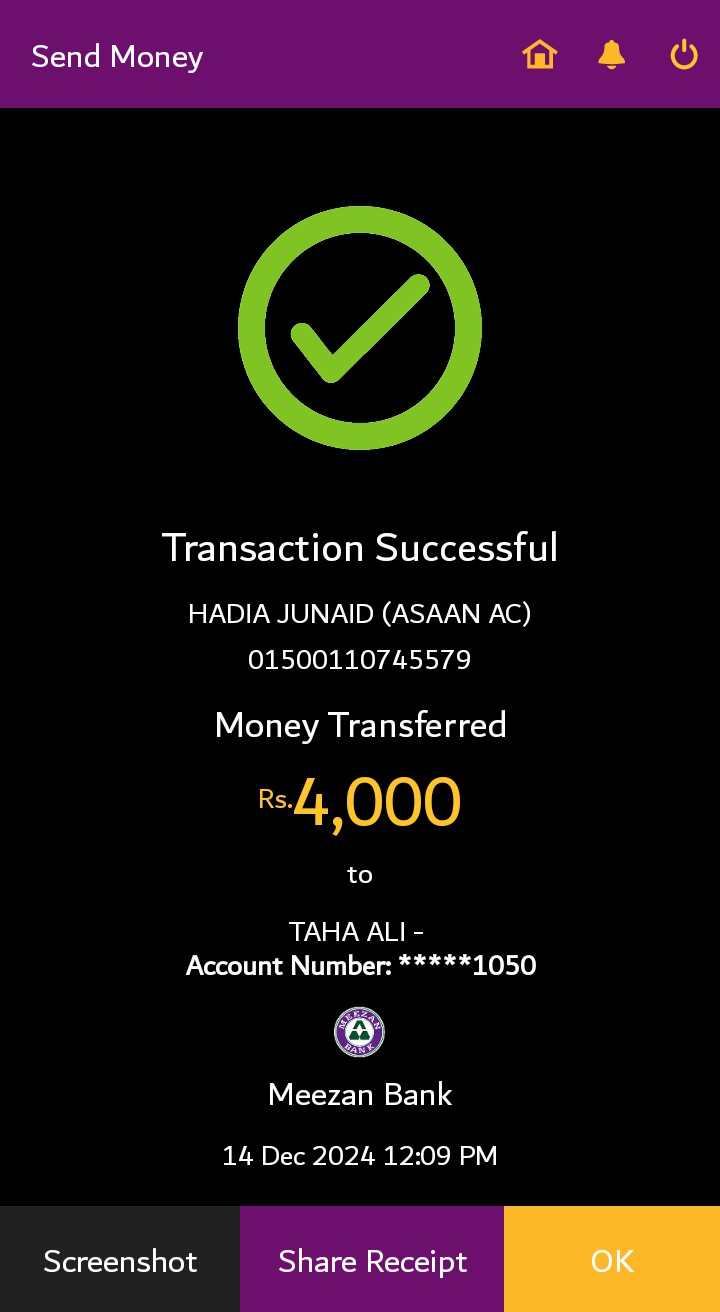 Send Money
Transaction Successful
HADIA JUNAID (ASAAN AC)
01500110745579
Money Transferred
Rs.4,000
to
TAHA ALI -
Account Number: *****1050
MEEZAN
BANK
Meezan Bank
14 Dec 2024 12:09 PM
Screenshot
Share Receipt
OK